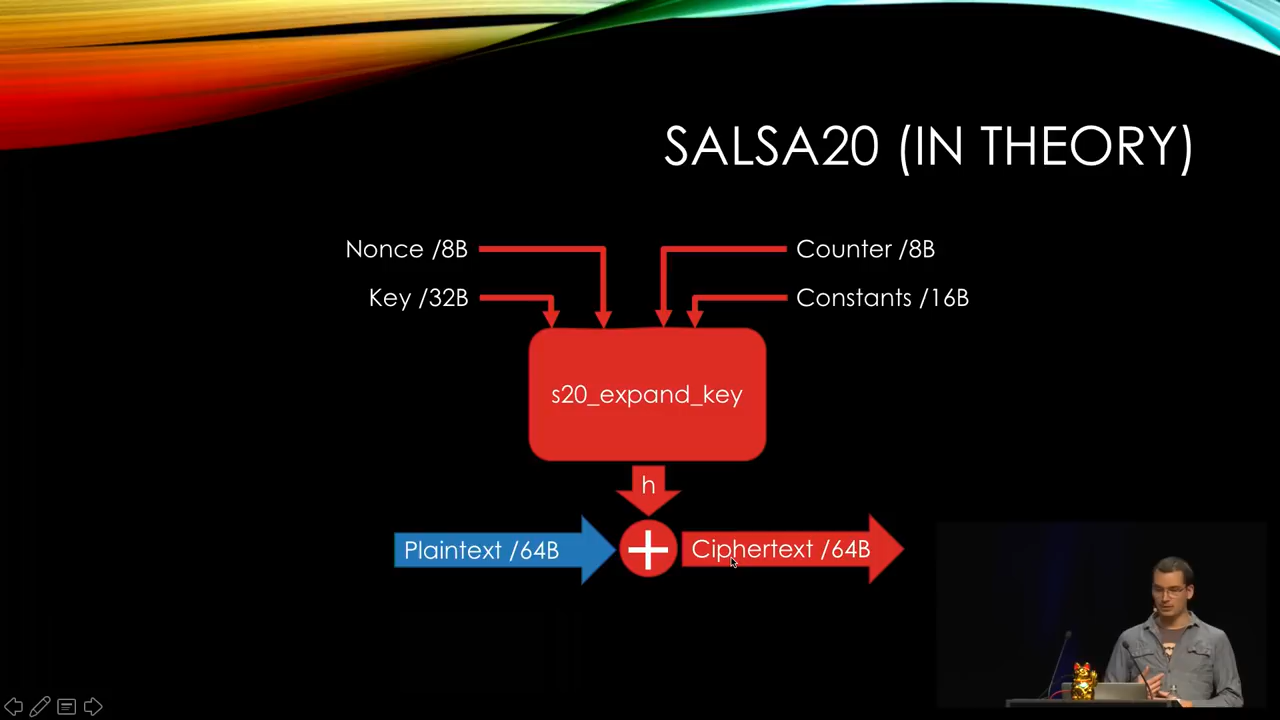 SALSA20 (IN THEORY)
Nonce /8B
Counter /8B
Key /32B
Constants /16B
s20_expand_key
h
Plaintext /64B
Ciphertext /64B